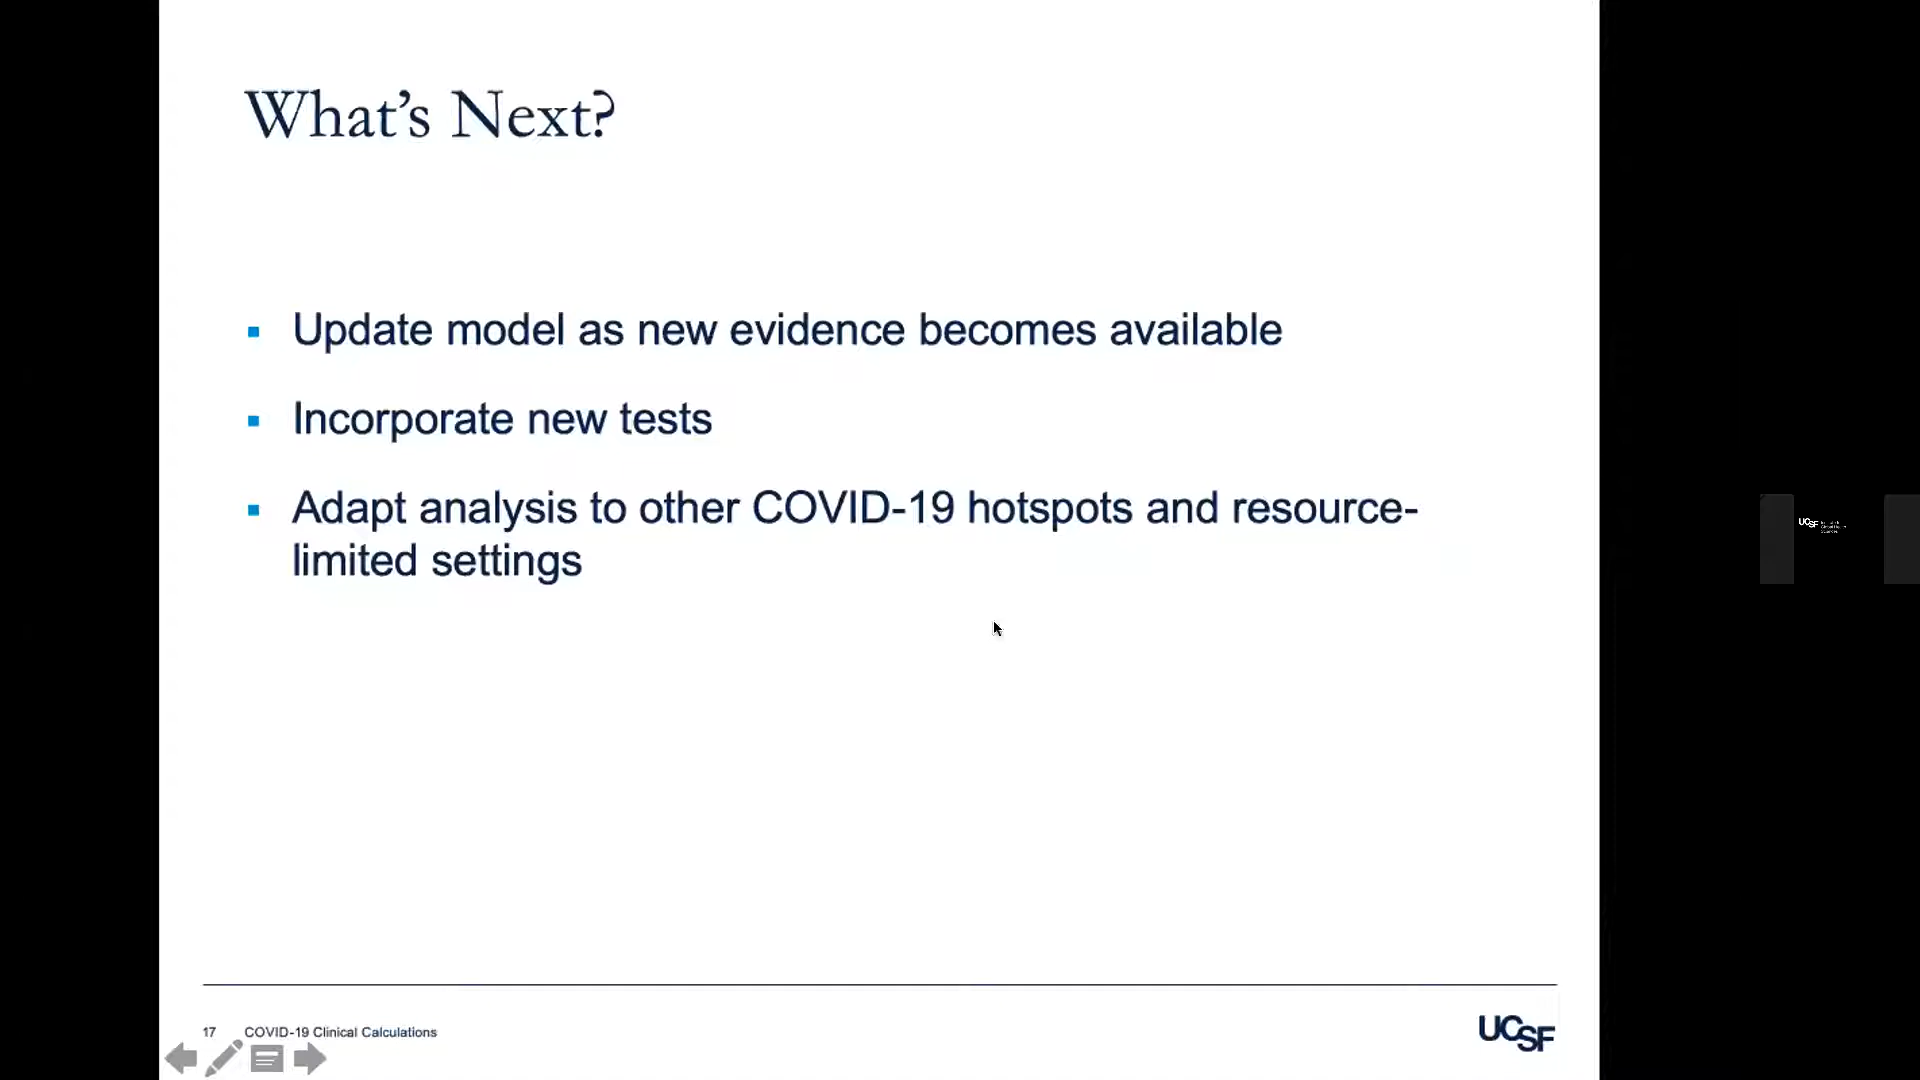 What's Next?
Update model as new evidence becomes available
Incorporate new tests
Adapt analysis to other COVID-19 hotspots and resource-
limited settings
17 COVID-19 Clinical Calculations
UCSF
UCSF